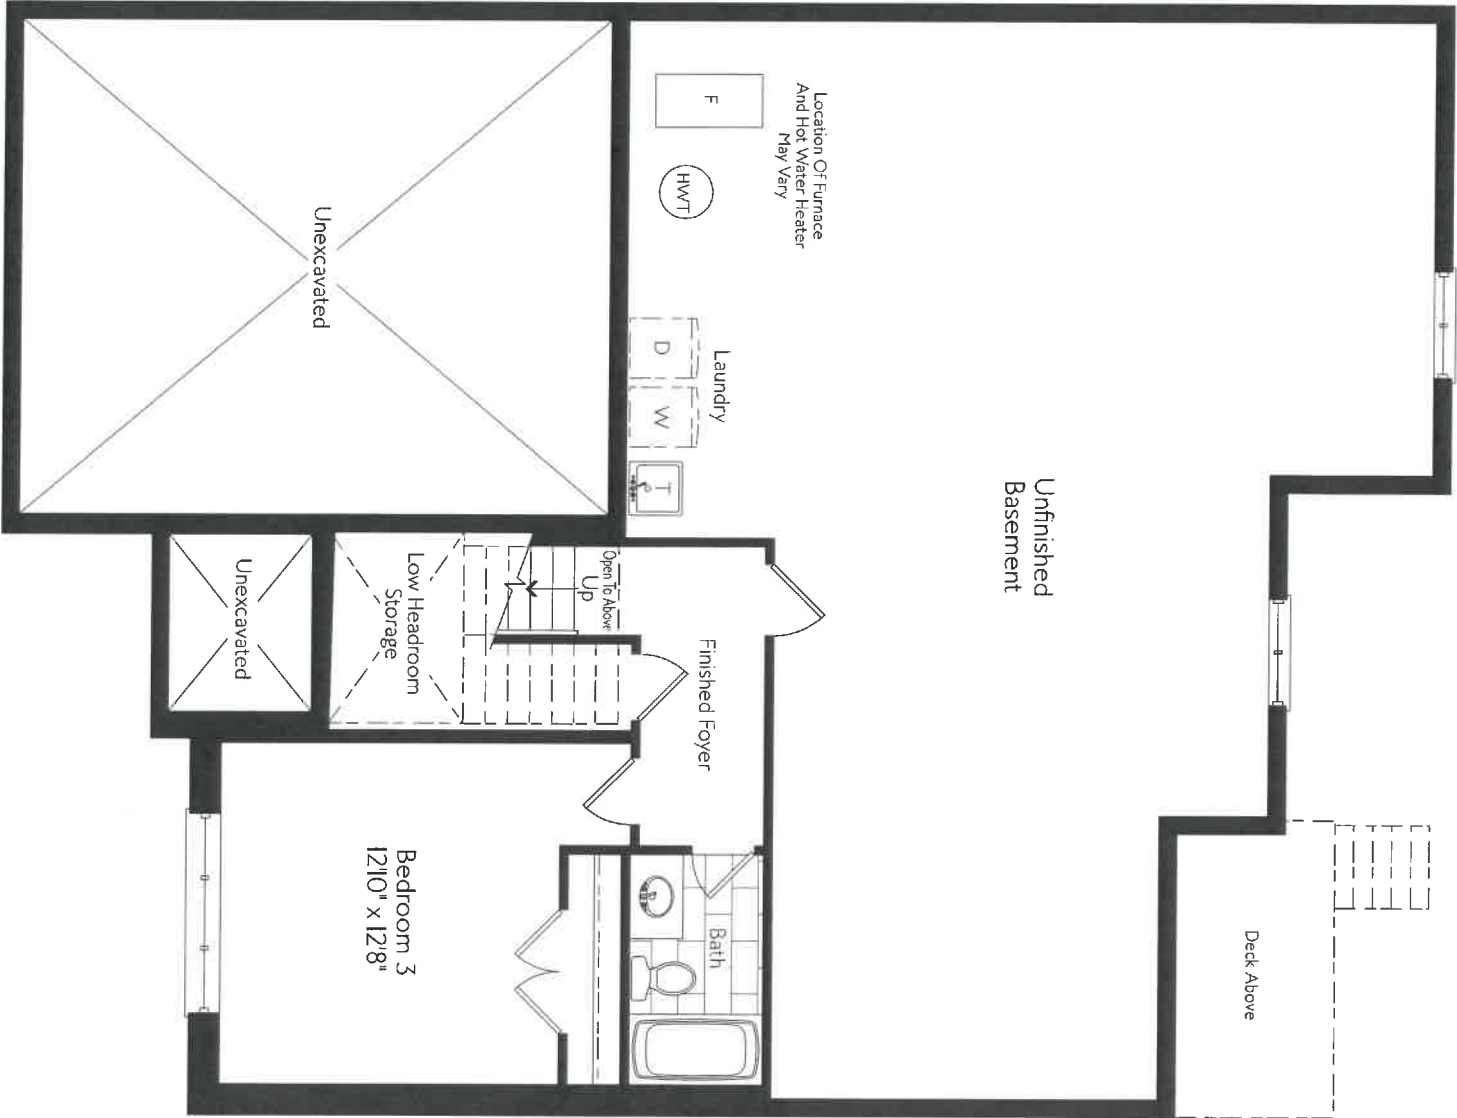 Location Of Furnace
And Hot Water Heater
May Vary
F
HWT
Laundry
D
W
T
Unexcavated
Unfinished
Basement
Open To Above
Up
Low Headroom
Storage
Unexcavated
Finished Foyer
Bedroom 3
12'10" x 12'8"
Bath
Deck Above